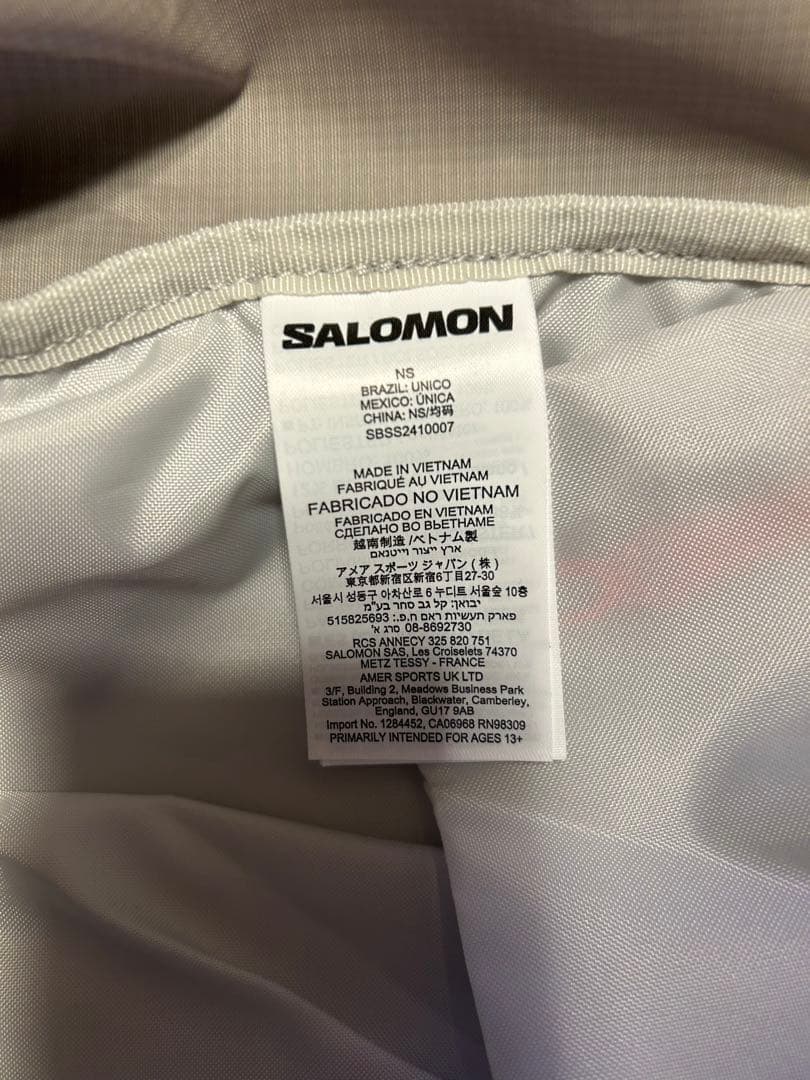 SALOMON
NS
BRAZIL: UNICO
MEXICO: ÚNICA
CHINA: NS/均码
SBSS2410007
MADE IN VIETNAM
FABRIQUÉ AU VIETNAM
FABRICADO NO VIETNAM
FABRICADO EN VIETNAM
СДЕЛАНО ВО ВЬЕТНАМЕ
越南制造 /ベトナム製
ארץ ייצור וייטנאם
アメア スポーツ ジャパン ( 株 )
東京都新宿区新宿6丁目27-30
서울시 성동구 아차산로 6 누디트 서울숲 10층
יבואן: קל גב סחר בע"מ
פארק תעשיות ראם ח.פ.: 515825693
08-8692730 סרג א'
RCS ANNECY 325 820 751
SALOMON SAS, Les Croiselets 74370
METZ TESSY - FRANCE
AMER SPORTS UK LTD
3/F, Building 2, Meadows Business Park
Station Approach, Blackwater, Camberley,
England, GU17 9AB
Import No. 1284452, CA06968 RN98309
PRIMARILY INTENDED FOR AGES 13+